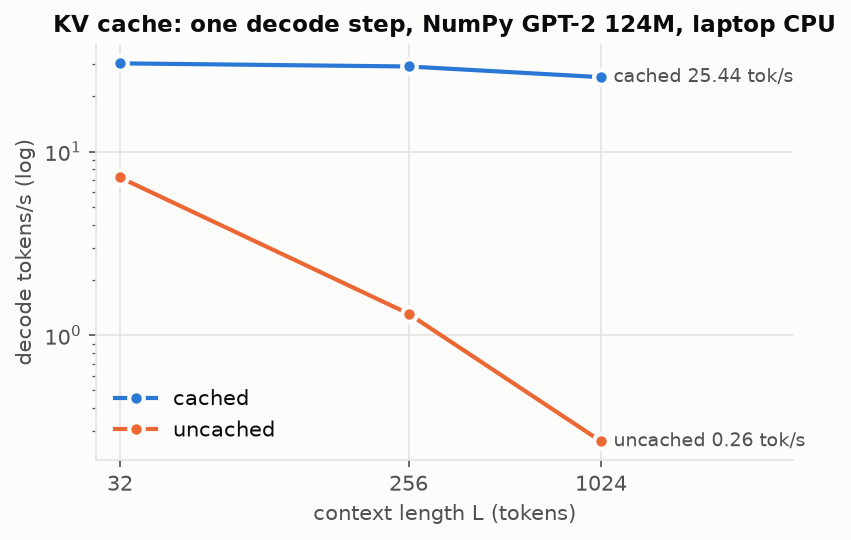 KV cache: one decode step, NumPy GPT-2 124M, laptop CPU
cached 25.44 tok/s
10¹
decode tokens/s (log)
10⁰
cached
uncached
uncached 0.26 tok/s
32
256
1024
context length L (tokens)